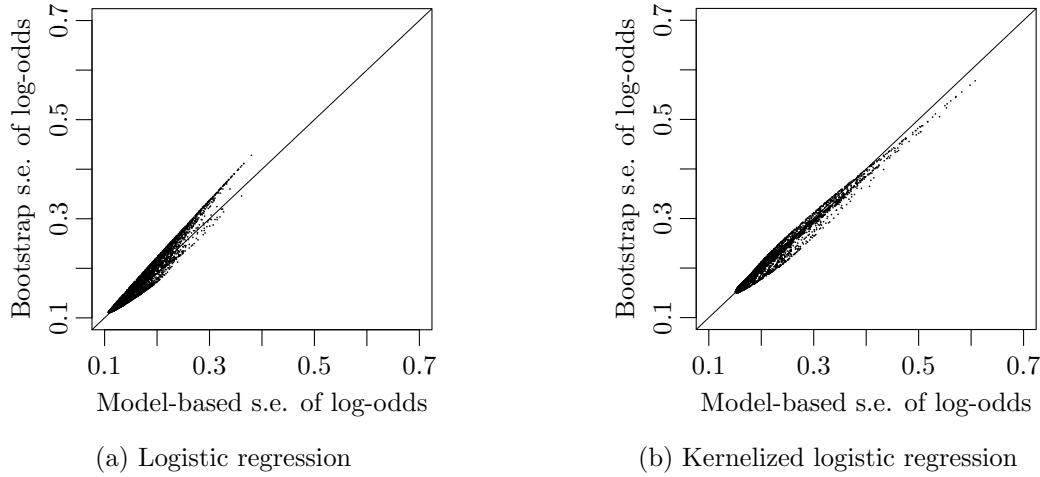 0.7
0.5
0.3
0.1
Bootstrap s.e. of log-odds
0.1 0.3 0.5 0.7
Model-based s.e. of log-odds
(a) Logistic regression
0.7
0.5
0.3
0.1
Bootstrap s.e. of log-odds
0.1 0.3 0.5 0.7
Model-based s.e. of log-odds
(b) Kernelized logistic regression